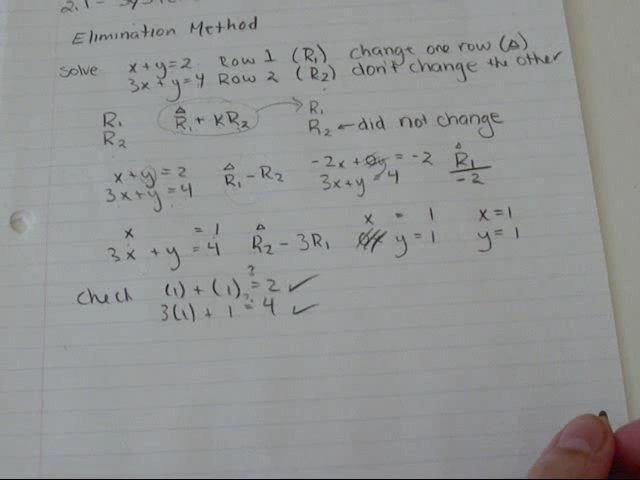 Elimination Method
Solve x+y=2 Row 1 (R₁) change one row (Δ)
3x+y=4 Row 2 (R₂) don't change the other
R₁ R₁^Δ + KR₂ → R₁
R₂ R₂ ← did not change
x+y=2 R₁^Δ - R₂ -2x+0y=-2 R₁^Δ/-2
3x+y=4 3x+y=4
x =1 x = 1 x=1
3x+y=4 R₂^Δ - 3R₁ y=1 y=1
Check (1)+(1) ?= 2 ✓
3(1)+1 ?= 4 ✓